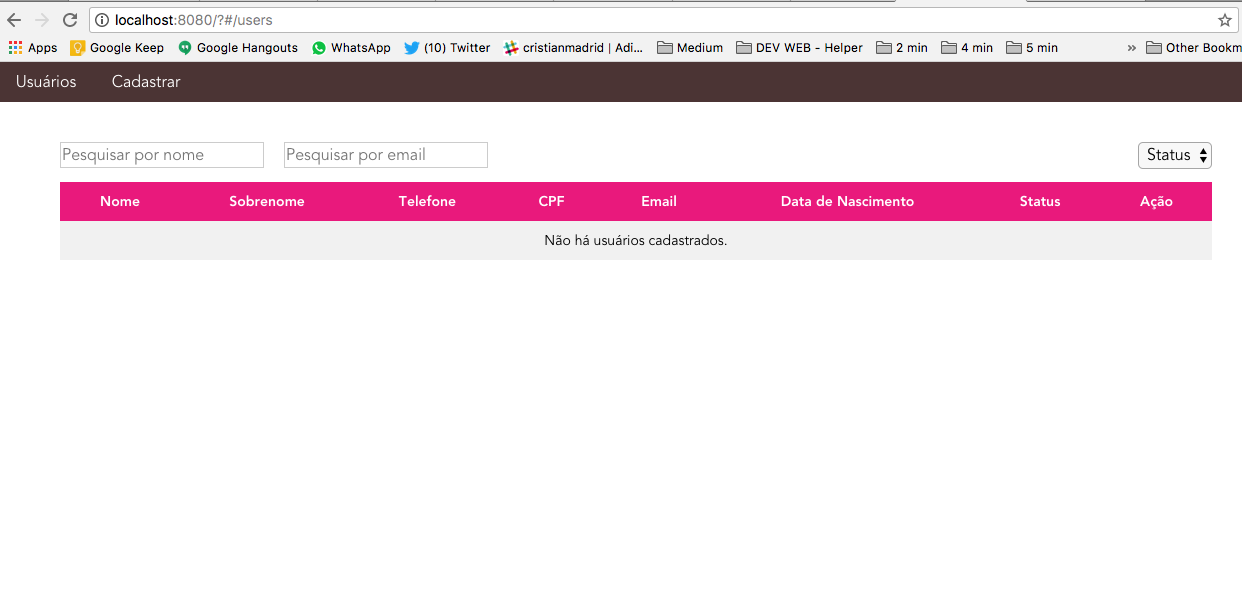 localhost:8080/?#/users
Apps Google Keep Google Hangouts WhatsApp (10) Twitter cristianmadrid | Adi... Medium DEV WEB - Helper 2 min 4 min 5 min » Other Bookm
Usuários Cadastrar
Pesquisar por nome Pesquisar por email Status
Nome Sobrenome Telefone CPF Email Data de Nascimento Status Ação
Não há usuários cadastrados.